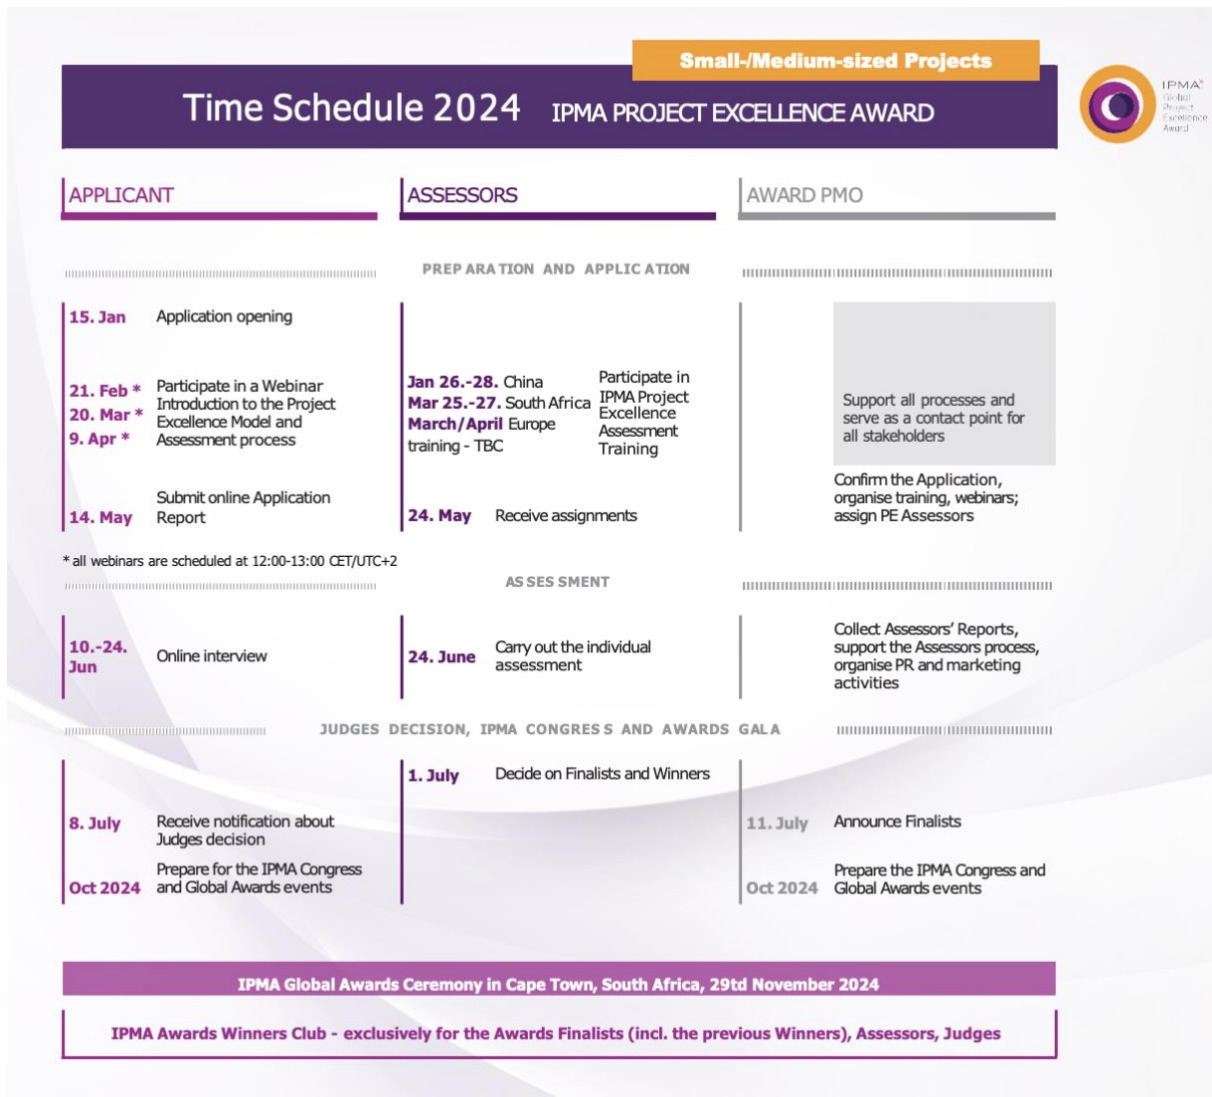 Small-/Medium-sized Projects
Time Schedule 2024 IPMA PROJECT EXCELLENCE AWARD
IPMA®
Global
Project
Excellence
Award
APPLICANT
ASSESSORS
AWARD PMO
PREPARATION AND APPLICATION
15. Jan Application opening
21. Feb *
20. Mar *
9. Apr *
Participate in a Webinar
Introduction to the Project
Excellence Model and
Assessment process
14. May
Submit online Application
Report
Jan 26.-28. China
Mar 25.-27. South Africa
March/April Europe
training - TBC
Participate in
IPMA Project
Excellence
Assessment
Training
24. May Receive assignments
Support all processes and
serve as a contact point for
all stakeholders
Confirm the Application,
organise training, webinars;
assign PE Assessors
* all webinars are scheduled at 12:00-13:00 CET/UTC+2
ASSESSMENT
10.-24.
Jun
Online interview
24. June
Carry out the individual
assessment
Collect Assessors' Reports,
support the Assessors process,
organise PR and marketing
activities
JUDGES DECISION, IPMA CONGRESS AND AWARDS GALA
1. July Decide on Finalists and Winners
8. July
Receive notification about
Judges decision
11. July Announce Finalists
Oct 2024
Prepare for the IPMA Congress
and Global Awards events
Oct 2024
Prepare the IPMA Congress and
Global Awards events
IPMA Global Awards Ceremony in Cape Town, South Africa, 29td November 2024
IPMA Awards Winners Club - exclusively for the Awards Finalists (incl. the previous Winners), Assessors, Judges